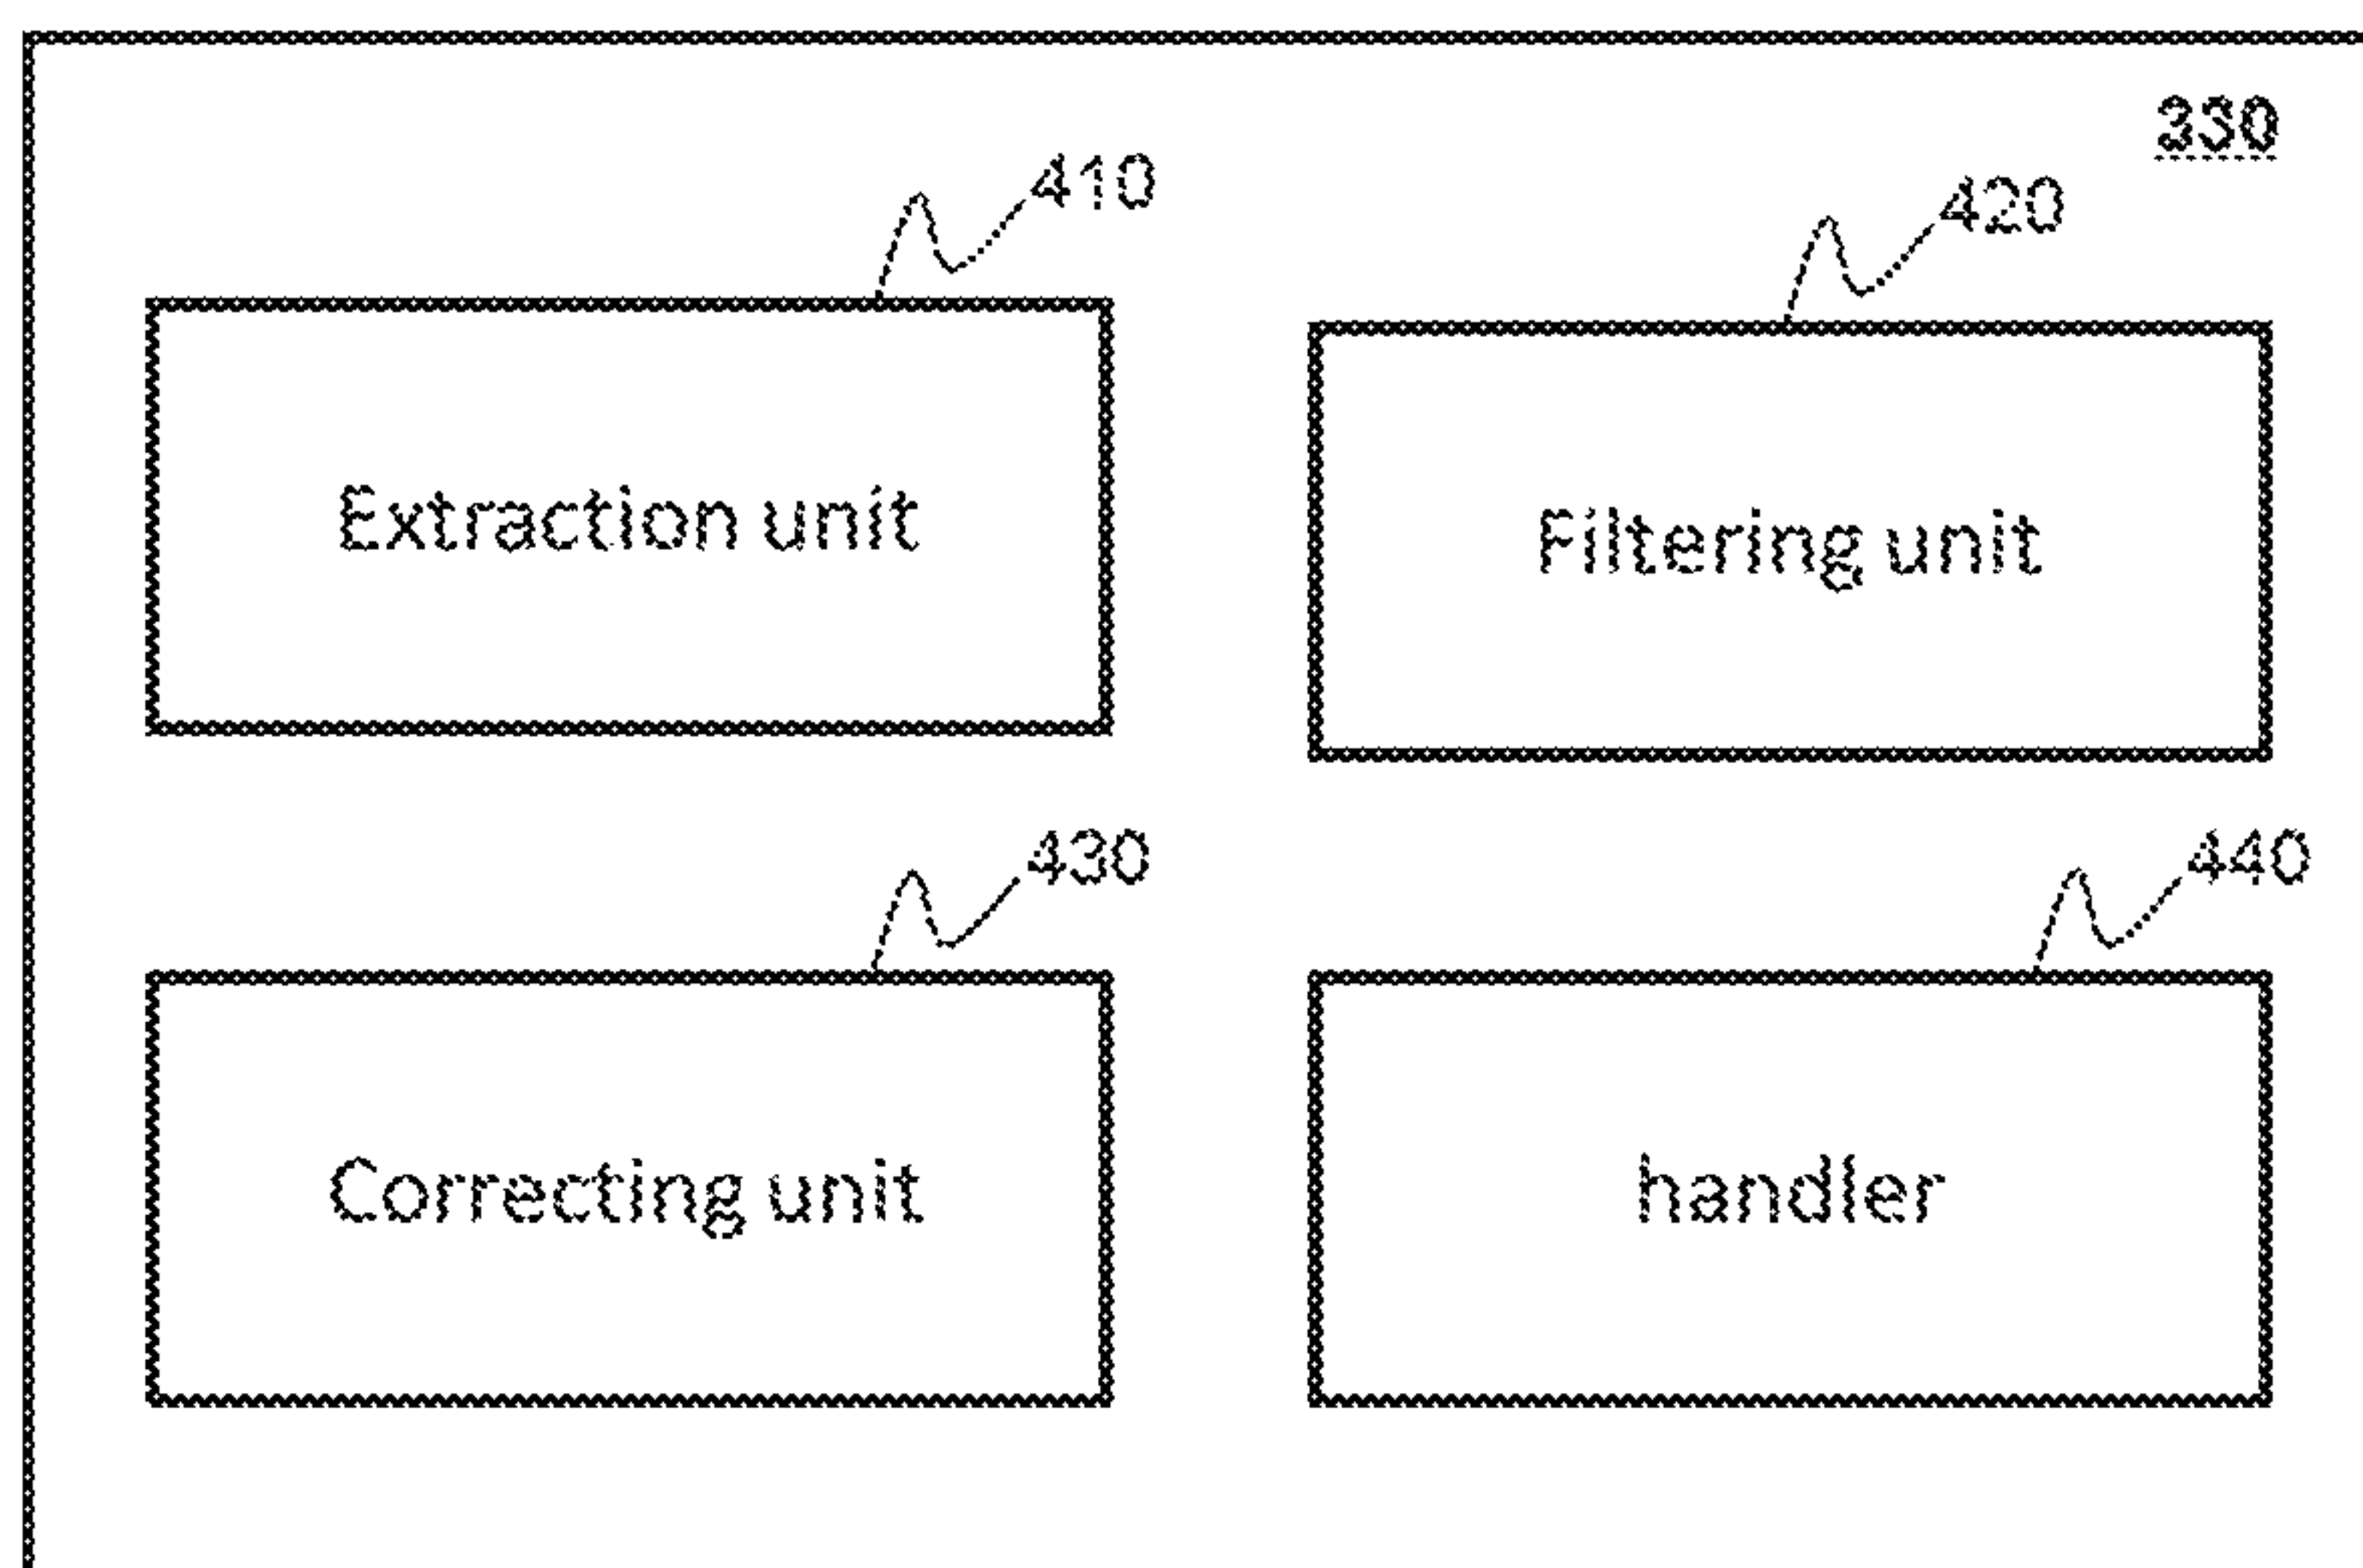 330
410
420
Extraction unit
Filtering unit
430
440
Correcting unit
handler